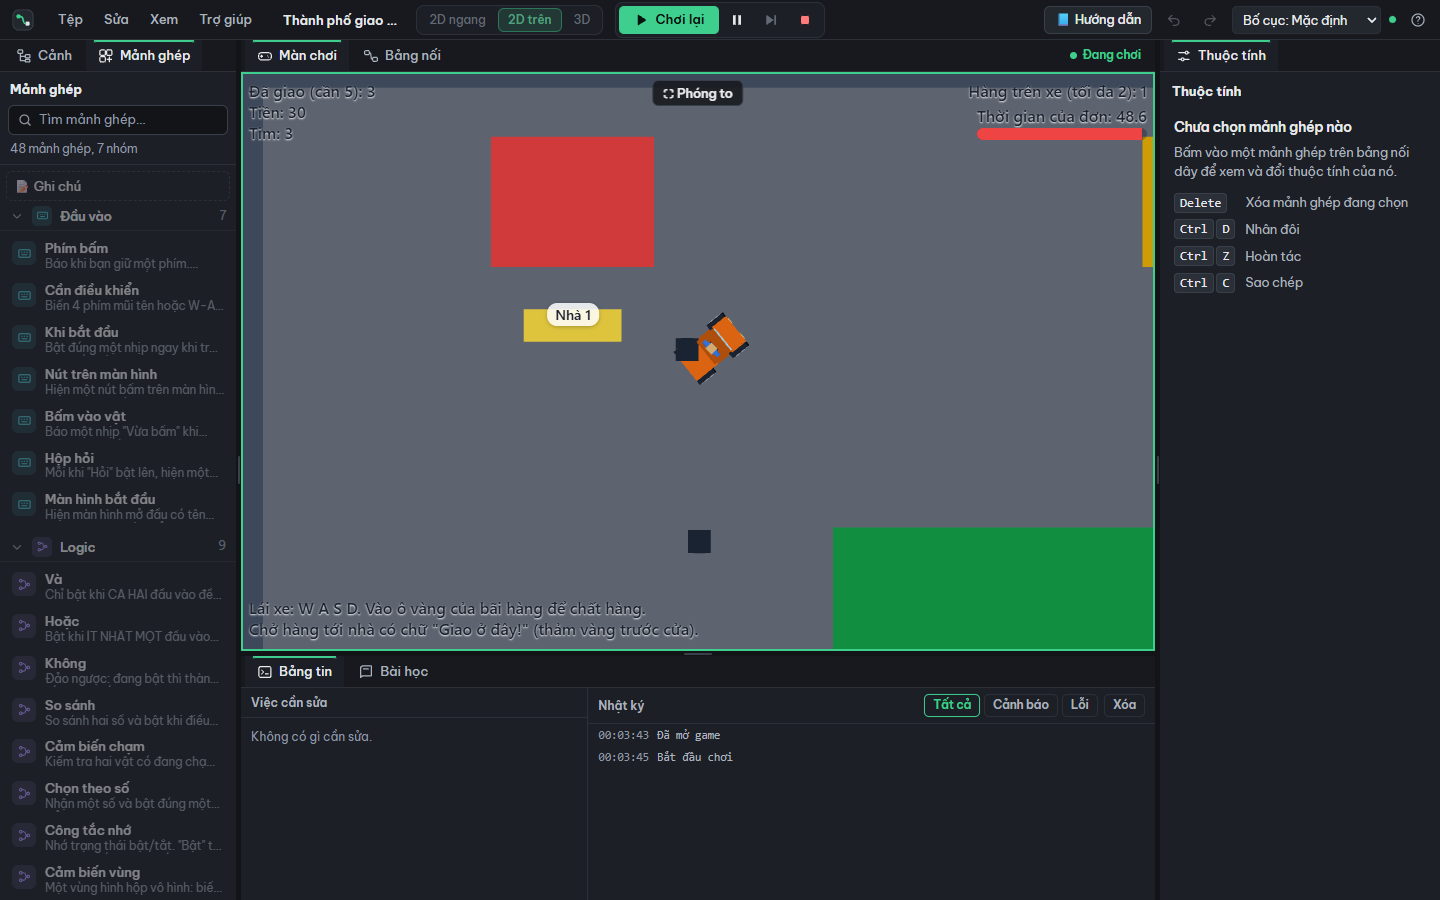 Tệp Sửa Xem Trợ giúp Thành phố giao ... 2D ngang 2D trên 3D Chơi lại Hướng dẫn Bố cục: Mặc định
Cảnh Mảnh ghép
Màn chơi Bảng nối Đang chơi
Thuộc tính
Mảnh ghép
Tìm mảnh ghép...
48 mảnh ghép, 7 nhóm
Ghi chú
Đầu vào 7
Phím bấm
Báo khi bạn giữ một phím....
Cần điều khiển
Biến 4 phím mũi tên hoặc W-A...
Khi bắt đầu
Bật đúng một nhịp ngay khi tr...
Nút trên màn hình
Hiện một nút bấm trên màn hìn...
Bấm vào vật
Báo một nhịp "Vừa bấm" khi...
Hộp hỏi
Mỗi khi "Hỏi" bật lên, hiện một...
Màn hình bắt đầu
Hiện màn hình mở đầu có tên...
Logic 9
Và
Chỉ bật khi CẢ HAI đầu vào đề...
Hoặc
Bật khi ÍT NHẤT MỘT đầu vào...
Không
Đảo ngược: đang bật thì thàn...
So sánh
So sánh hai số và bật khi điều...
Cảm biến chạm
Kiểm tra hai vật có đang chạ...
Chọn theo số
Nhận một số và bật đúng một...
Công tắc nhớ
Nhớ trạng thái bật/tắt. "Bật" t...
Cảm biến vùng
Một vùng hình hộp vô hình: biế...
Đã giao (cần 5): 3
Tiền: 30
Tim: 3
Phóng to
Hàng trên xe (tối đa 2): 1
Thời gian của đơn: 48.6
Nhà 1
Lái xe: W A S D. Vào ô vàng của bãi hàng để chất hàng.
Chở hàng tới nhà có chữ "Giao ở đây!" (thảm vàng trước cửa).
Bảng tin Bài học
Việc cần sửa
Không có gì cần sửa.
Nhật ký Tất cả Cảnh báo Lỗi Xóa
00:03:43 Đã mở game
00:03:45 Bắt đầu chơi
Thuộc tính
Chưa chọn mảnh ghép nào
Bấm vào một mảnh ghép trên bảng nối
dây để xem và đổi thuộc tính của nó.
Delete Xóa mảnh ghép đang chọn
Ctrl D Nhân đôi
Ctrl Z Hoàn tác
Ctrl C Sao chép